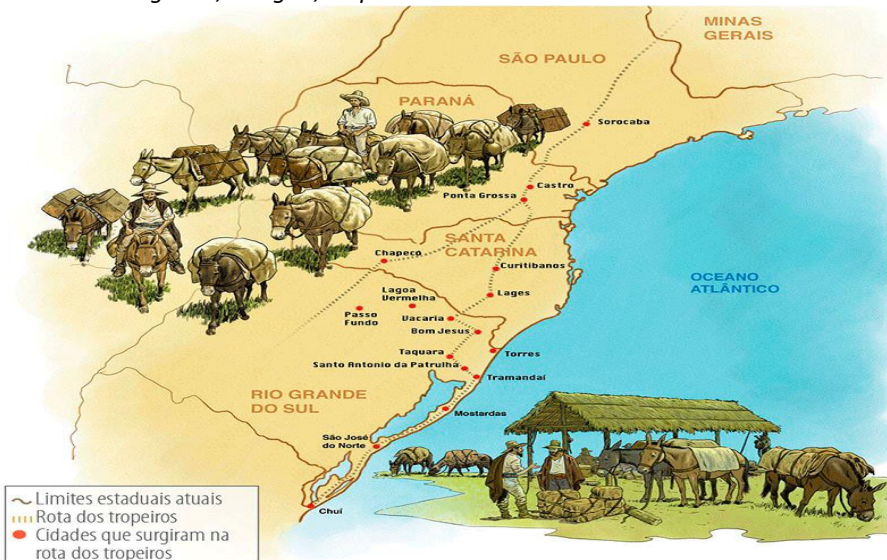 MINAS
GERAIS
SÃO PAULO
PARANÁ
Sorocaba
Castro
Ponta Grossa
SANTA
CATARINA
Chapecó
Curitibanos
OCEANO
ATLÂNTICO
Lagoa
Vermelha
Lages
Passo
Fundo
Vacaria
Bom Jesus
Torres
Taquara
Santo Antonio da Patrulha
Tramandaí
RIO GRANDE
DO SUL
Mostardas
São José
do Norte
Chuí
Limites estaduais atuais
Rota dos tropeiros
Cidades que surgiram na
rota dos tropeiros